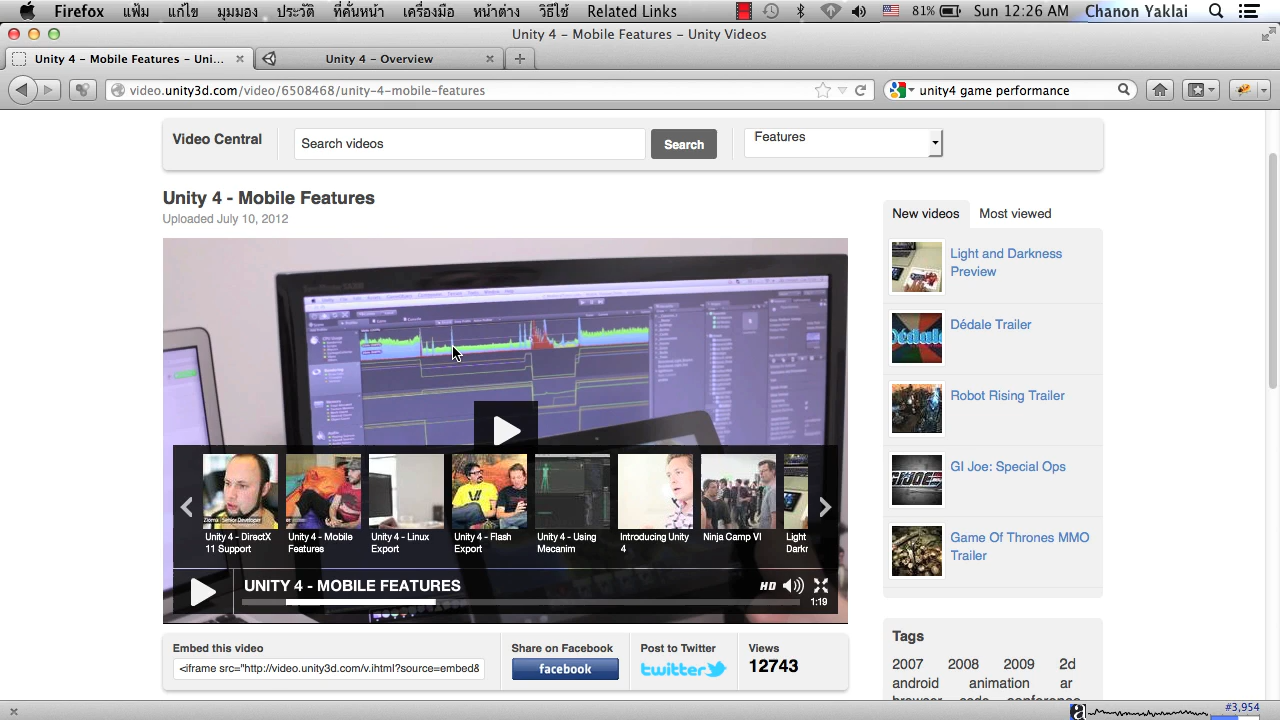 Firefox แฟ้ม แก้ไข มุมมอง ประวัติ ที่คั่นหน้า เครื่องมือ หน้าต่าง วิธีใช้ Related Links 81% Sun 12:26 AM Chanon Yaklai
Unity 4 – Mobile Features – Unity Videos
Unity 4 – Mobile Features – Uni... Unity 4 – Overview
video.unity3d.com/video/6508468/unity-4-mobile-features unity4 game performance
Video Central Search videos Search Features
Unity 4 - Mobile Features
Uploaded July 10, 2012
New videos Most viewed
Light and Darkness
Preview
Dédale Trailer
Robot Rising Trailer
GI Joe: Special Ops
Game Of Thrones MMO
Trailer
Unity 4 - DirectX
11 Support
Unity 4 - Mobile
Features
Unity 4 - Linux
Export
Unity 4 - Flash
Export
Unity 4 - Using
Mecanim
Introducing Unity
4
Ninja Camp VI
Light
Darkr
UNITY 4 - MOBILE FEATURES HD
1:19
Embed this video Share on Facebook Post to Twitter Views
<iframe src="http://video.unity3d.com/v.ihtml?source=embed& facebook twitter 12743
Tags
2007 2008 2009 2d
android animation ar
browser code conference
#3,954